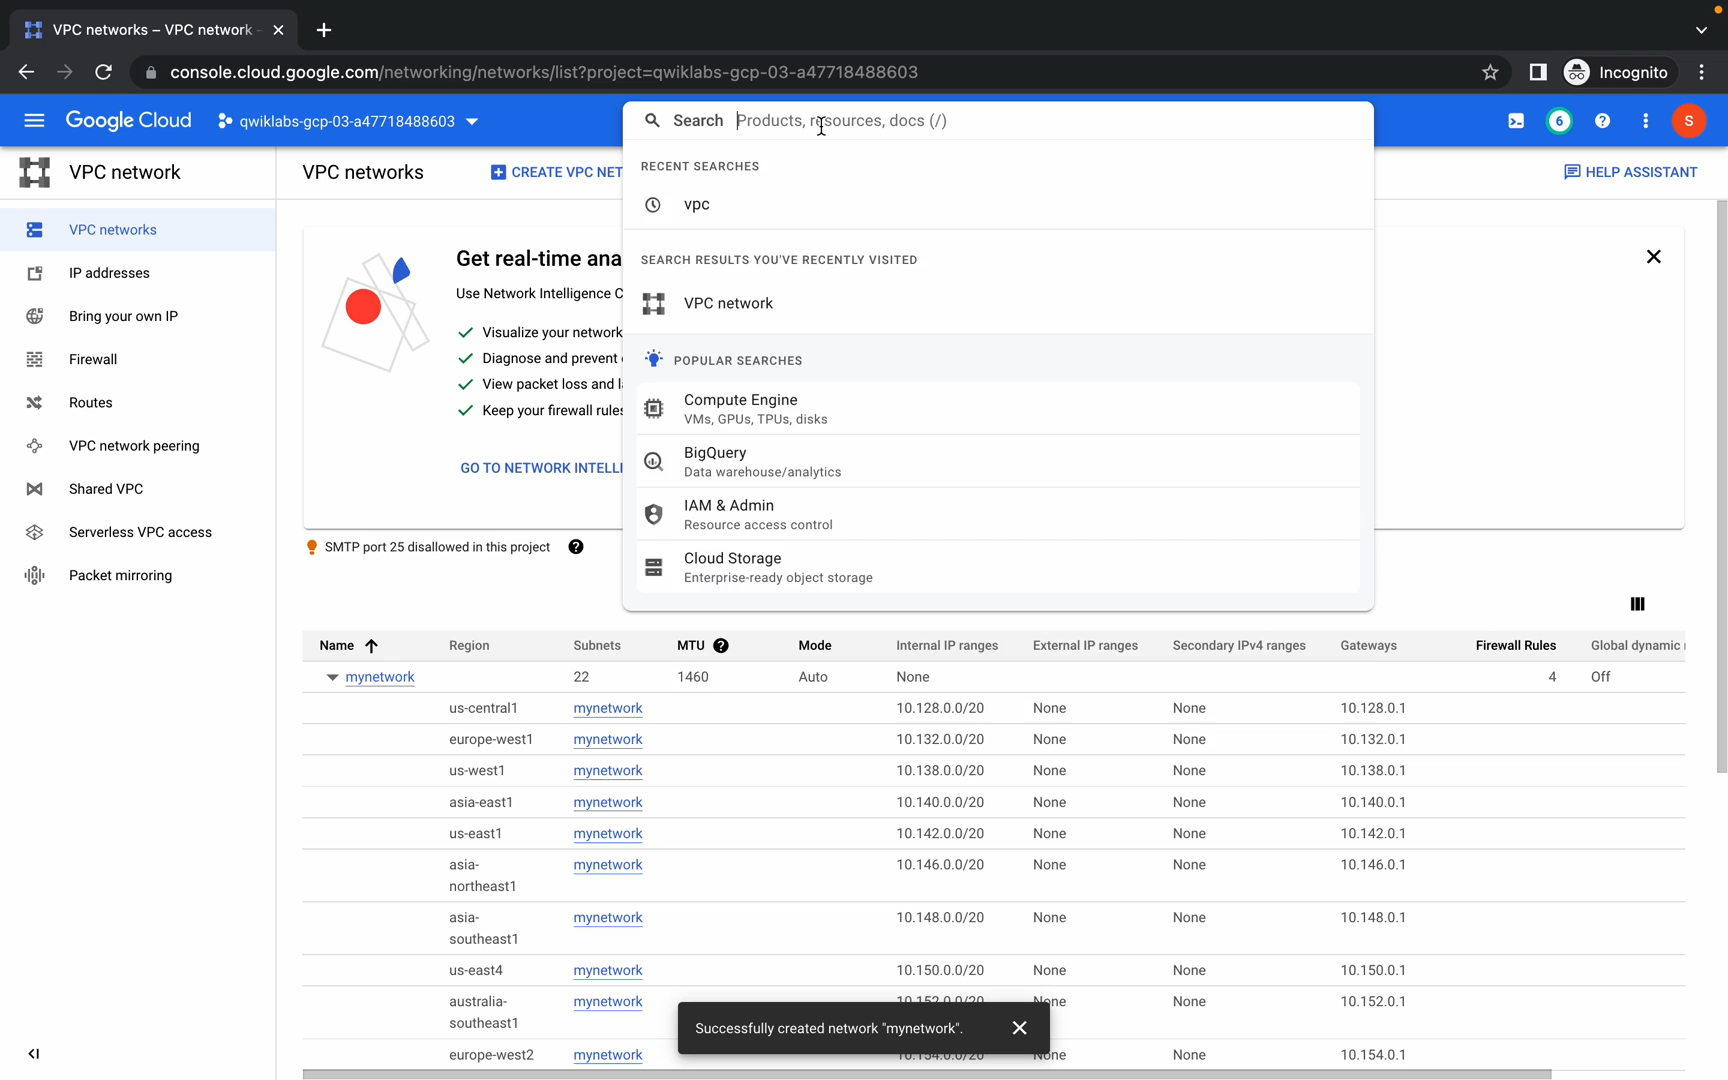 VPC networks – VPC network -
console.cloud.google.com/networking/networks/list?project=qwiklabs-gcp-03-a47718488603
Incognito
Google Cloud
qwiklabs-gcp-03-a47718488603
Search Products, resources, docs (/)
6
S
VPC network
VPC networks
CREATE VPC NET
HELP ASSISTANT
RECENT SEARCHES
vpc
SEARCH RESULTS YOU'VE RECENTLY VISITED
VPC network
POPULAR SEARCHES
Compute Engine
VMs, GPUs, TPUs, disks
BigQuery
Data warehouse/analytics
IAM & Admin
Resource access control
Cloud Storage
Enterprise-ready object storage
VPC networks
IP addresses
Bring your own IP
Firewall
Routes
VPC network peering
Shared VPC
Serverless VPC access
Packet mirroring
Get real-time ana
Use Network Intelligence C
Visualize your network
Diagnose and prevent
View packet loss and
Keep your firewall rules
GO TO NETWORK INTELLI
SMTP port 25 disallowed in this project
Name Region Subnets MTU Mode Internal IP ranges External IP ranges Secondary IPv4 ranges Gateways Firewall Rules Global dynamic
mynetwork 22 1460 Auto None 4 Off
us-central1 mynetwork 10.128.0.0/20 None None 10.128.0.1
europe-west1 mynetwork 10.132.0.0/20 None None 10.132.0.1
us-west1 mynetwork 10.138.0.0/20 None None 10.138.0.1
asia-east1 mynetwork 10.140.0.0/20 None None 10.140.0.1
us-east1 mynetwork 10.142.0.0/20 None None 10.142.0.1
asia- mynetwork 10.146.0.0/20 None None 10.146.0.1
northeast1
asia- mynetwork 10.148.0.0/20 None None 10.148.0.1
southeast1
us-east4 mynetwork 10.150.0.0/20 None None 10.150.0.1
australia- mynetwork 10.152.0.0/20 None None 10.152.0.1
southeast1
Successfully created network "mynetwork".
europe-west2 mynetwork 10.154.0.0/20 None None 10.154.0.1